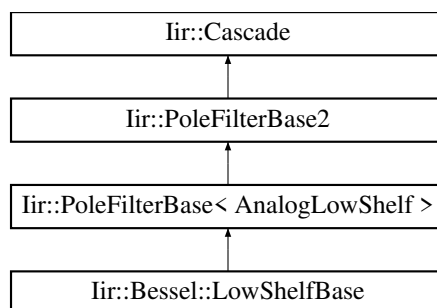 Iir::Cascade
Iir::PoleFilterBase2
Iir::PoleFilterBase< AnalogLowShelf >
Iir::Bessel::LowShelfBase